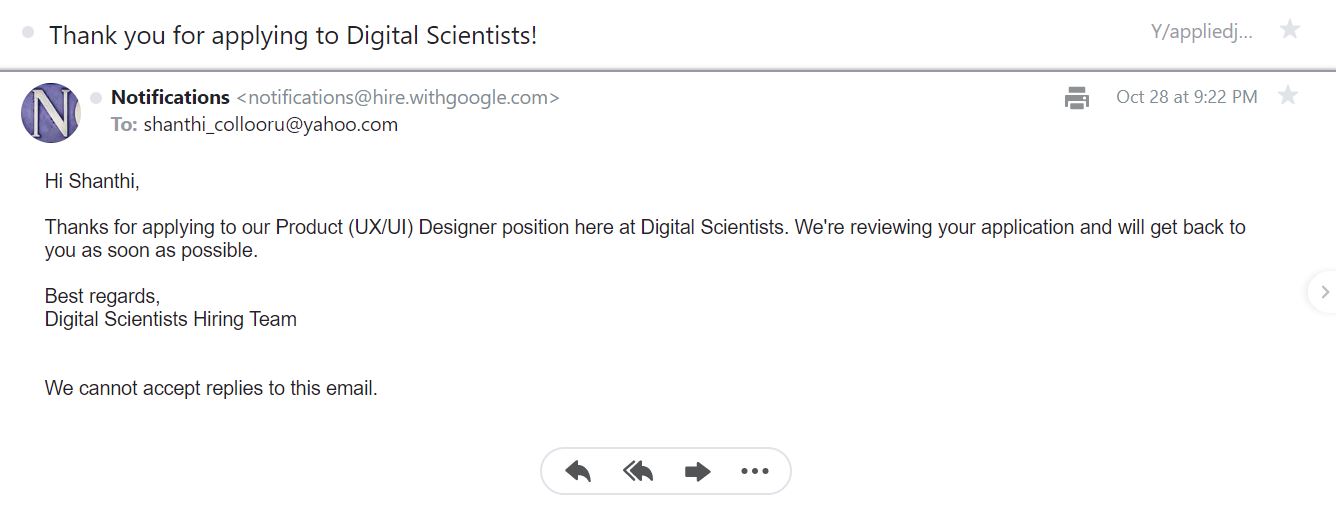 Thank you for applying to Digital Scientists!
Y/appliedj...
N
Notifications <notifications@hire.withgoogle.com>
Oct 28 at 9:22 PM
To: shanthi_collooru@yahoo.com
Hi Shanthi,
Thanks for applying to our Product (UX/UI) Designer position here at Digital Scientists. We're reviewing your application and will get back to
you as soon as possible.
Best regards,
Digital Scientists Hiring Team
We cannot accept replies to this email.